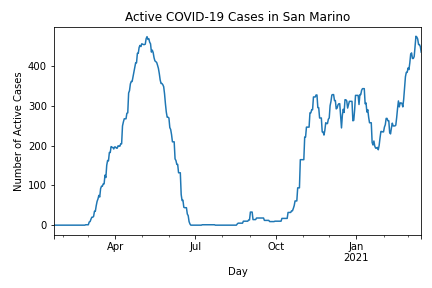 Active COVID-19 Cases in San Marino
Number of Active Cases
400
300
200
100
0
Apr
Jul
Oct
Jan
2021
Day